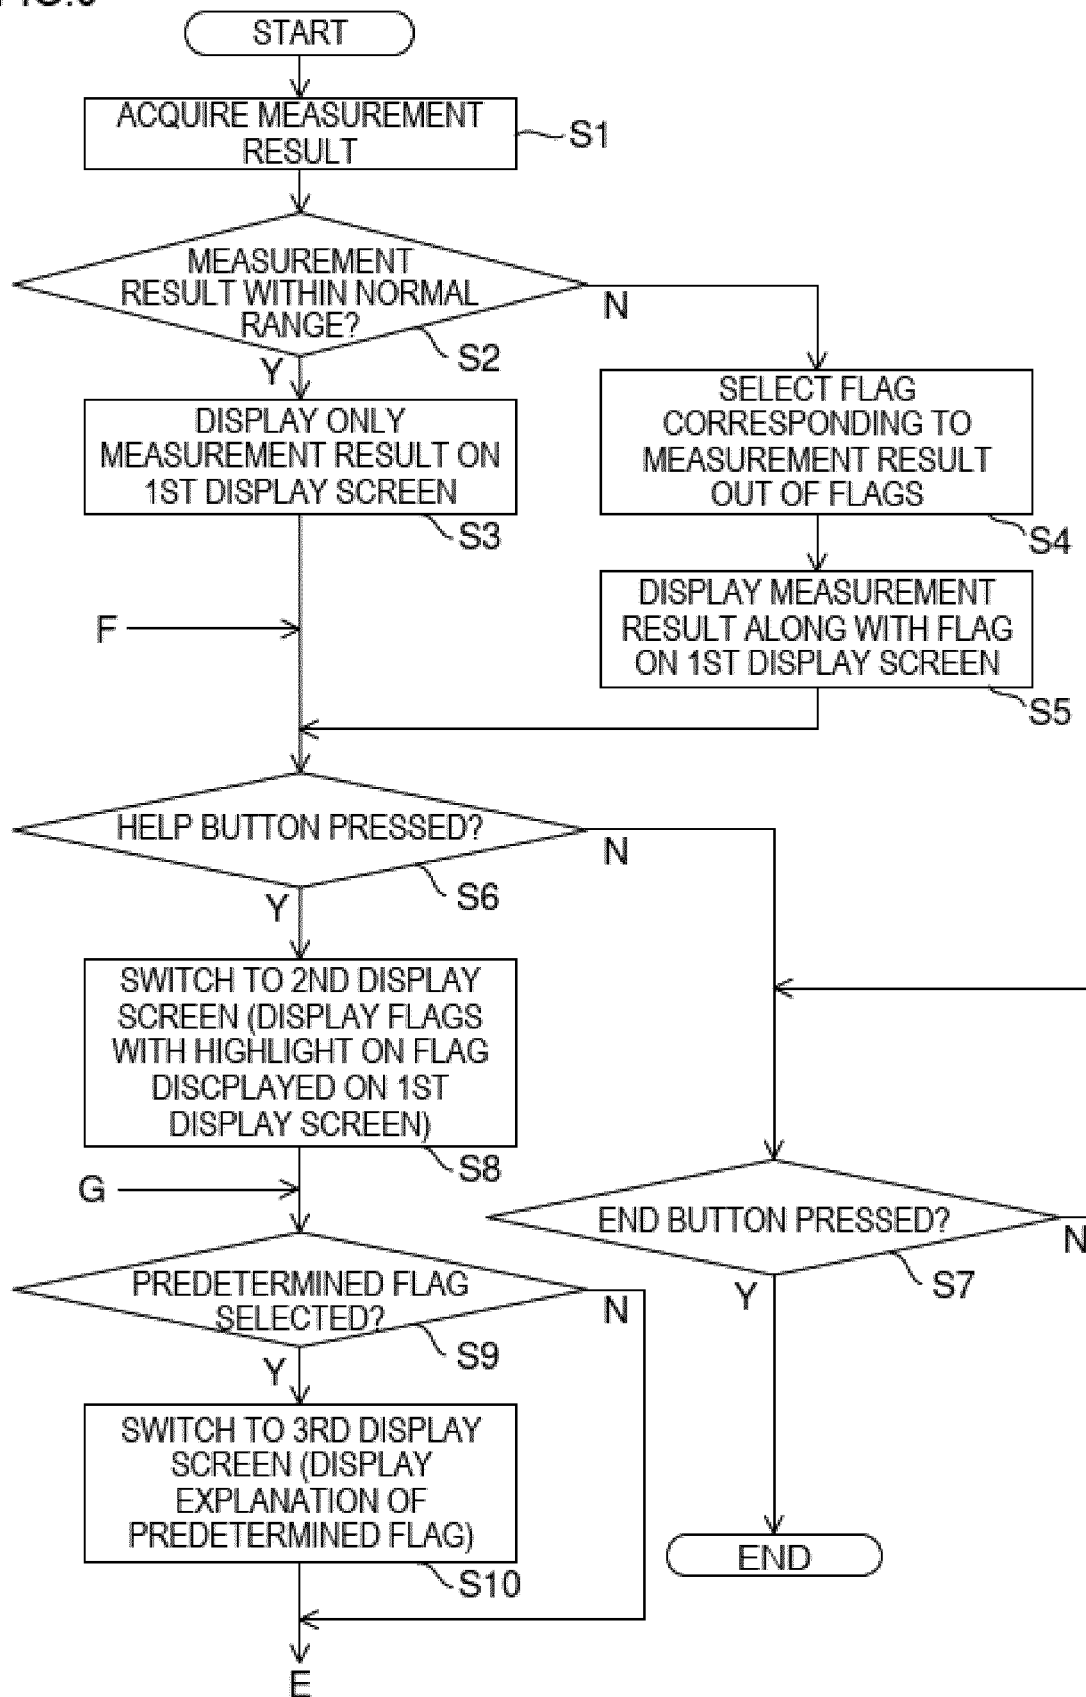 START
ACQUIRE MEASUREMENT
RESULT
S1
MEASUREMENT
RESULT WITHIN NORMAL
RANGE?
N
S2
Y
DISPLAY ONLY
MEASUREMENT RESULT ON
1ST DISPLAY SCREEN
S3
SELECT FLAG
CORRESPONDING TO
MEASUREMENT RESULT
OUT OF FLAGS
S4
DISPLAY MEASUREMENT
RESULT ALONG WITH FLAG
ON 1ST DISPLAY SCREEN
S5
F
HELP BUTTON PRESSED?
N
S6
Y
SWITCH TO 2ND DISPLAY
SCREEN (DISPLAY FLAGS
WITH HIGHLIGHT ON FLAG
DISCPLAYED ON 1ST
DISPLAY SCREEN)
S8
G
END BUTTON PRESSED?
N
S7
Y
PREDETERMINED FLAG
SELECTED?
N
S9
Y
SWITCH TO 3RD DISPLAY
SCREEN (DISPLAY
EXPLANATION OF
PREDETERMINED FLAG)
S10
END
E